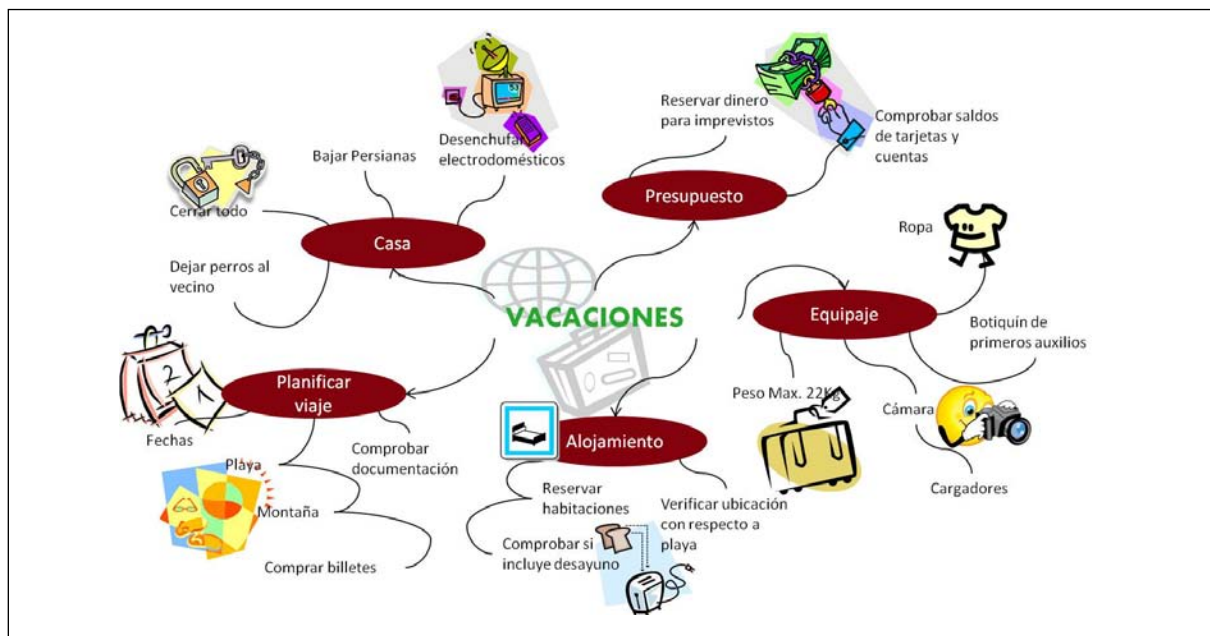 Reservar dinero
para imprevistos
Comprobar saldos
de tarjetas y
cuentas
Presupuesto
Desenchufar
electrodomésticos
Bajar Persianas
Cerrar todo
Casa
Dejar perros al
vecino
VACACIONES
Ropa
Equipaje
Botiquín de
primeros auxilios
Peso Max. 22Kg
Cámara
Cargadores
Planificar
viaje
2
1
Fechas
Playa
Montaña
Comprobar
documentación
Comprar billetes
Alojamiento
Reservar
habitaciones
Comprobar si
incluye desayuno
Verificar ubicación
con respecto a
playa